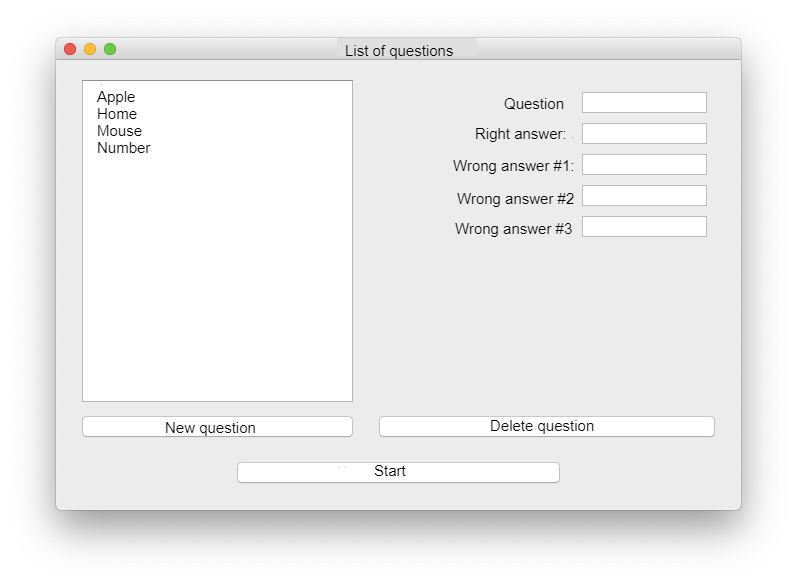 List of questions
Apple
Home
Mouse
Number
Question
Right answer:
Wrong answer #1:
Wrong answer #2
Wrong answer #3
New question
Delete question
Start